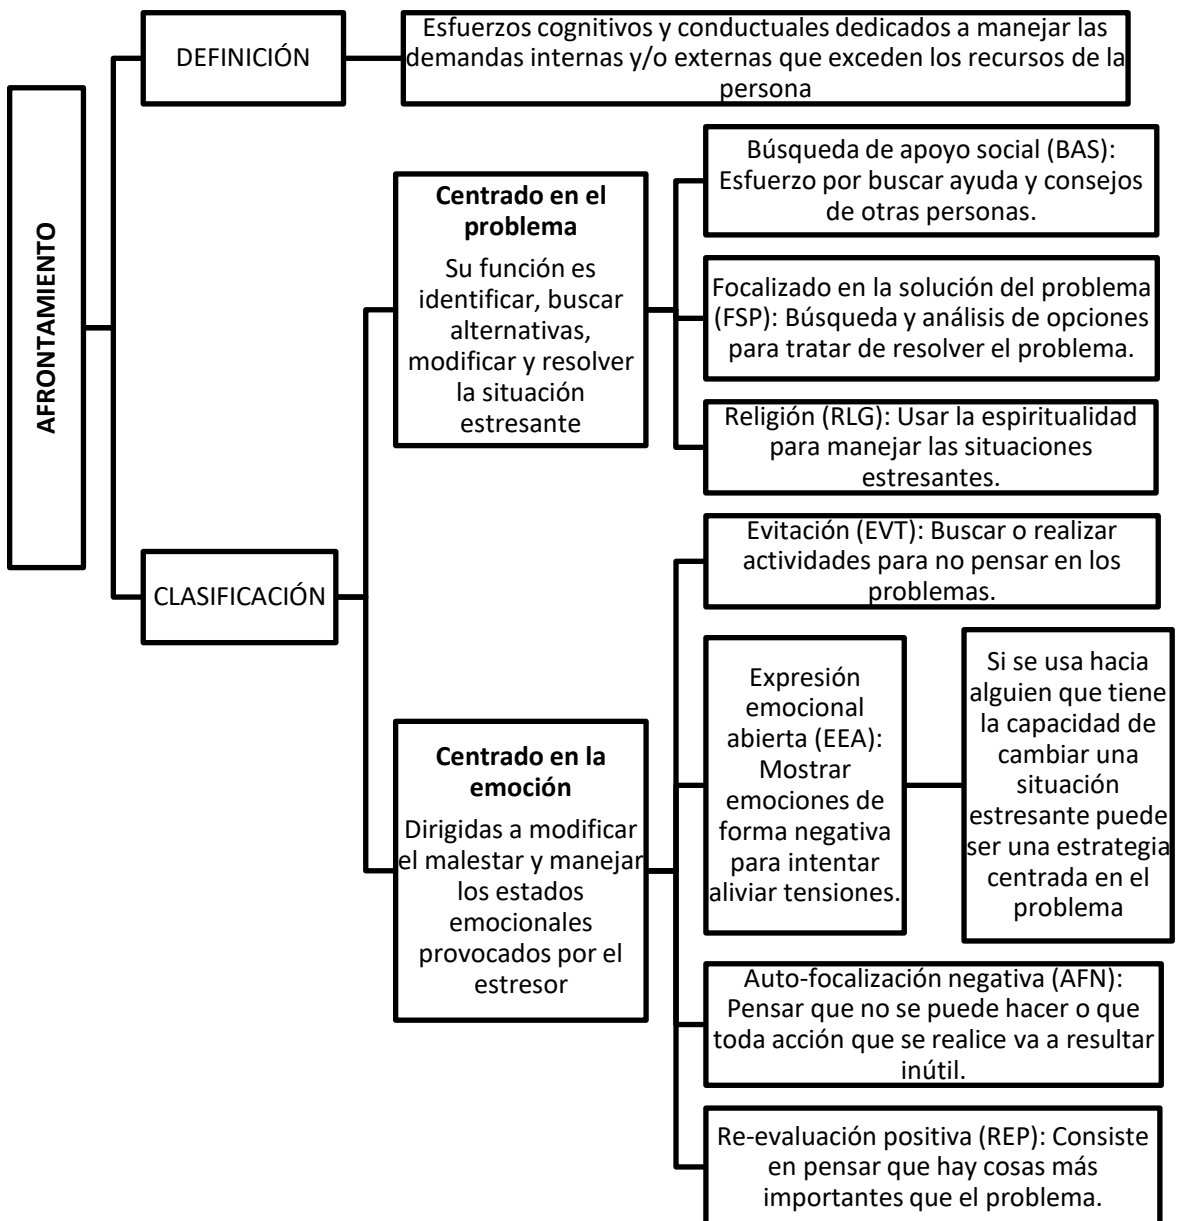 AFRONTAMIENTO
DEFINICIÓN
Esfuerzos cognitivos y conductuales dedicados a manejar las
demandas internas y/o externas que exceden los recursos de la
persona
CLASIFICACIÓN
Centrado en el
problema
Su función es
identificar, buscar
alternativas,
modificar y resolver
la situación
estresante
Búsqueda de apoyo social (BAS):
Esfuerzo por buscar ayuda y consejos
de otras personas.
Focalizado en la solución del problema
(FSP): Búsqueda y análisis de opciones
para tratar de resolver el problema.
Religión (RLG): Usar la espiritualidad
para manejar las situaciones
estresantes.
Centrado en la
emoción
Dirigidas a modificar
el malestar y manejar
los estados
emocionales
provocados por el
estresor
Evitación (EVT): Buscar o realizar
actividades para no pensar en los
problemas.
Expresión
emocional
abierta (EEA):
Mostrar
emociones de
forma negativa
para intentar
aliviar tensiones.
Si se usa hacia
alguien que tiene
la capacidad de
cambiar una
situación
estresante puede
ser una estrategia
centrada en el
problema
Auto-focalización negativa (AFN):
Pensar que no se puede hacer o que
toda acción que se realice va a resultar
inútil.
Re-evaluación positiva (REP): Consiste
en pensar que hay cosas más
importantes que el problema.